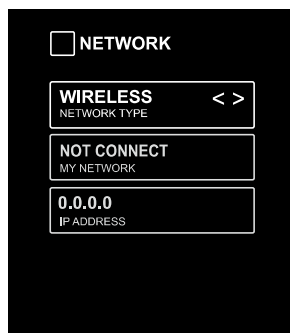 NETWORK
WIRELESS < >
NETWORK TYPE
NOT CONNECT
MY NETWORK
0.0.0.0
IP ADDRESS